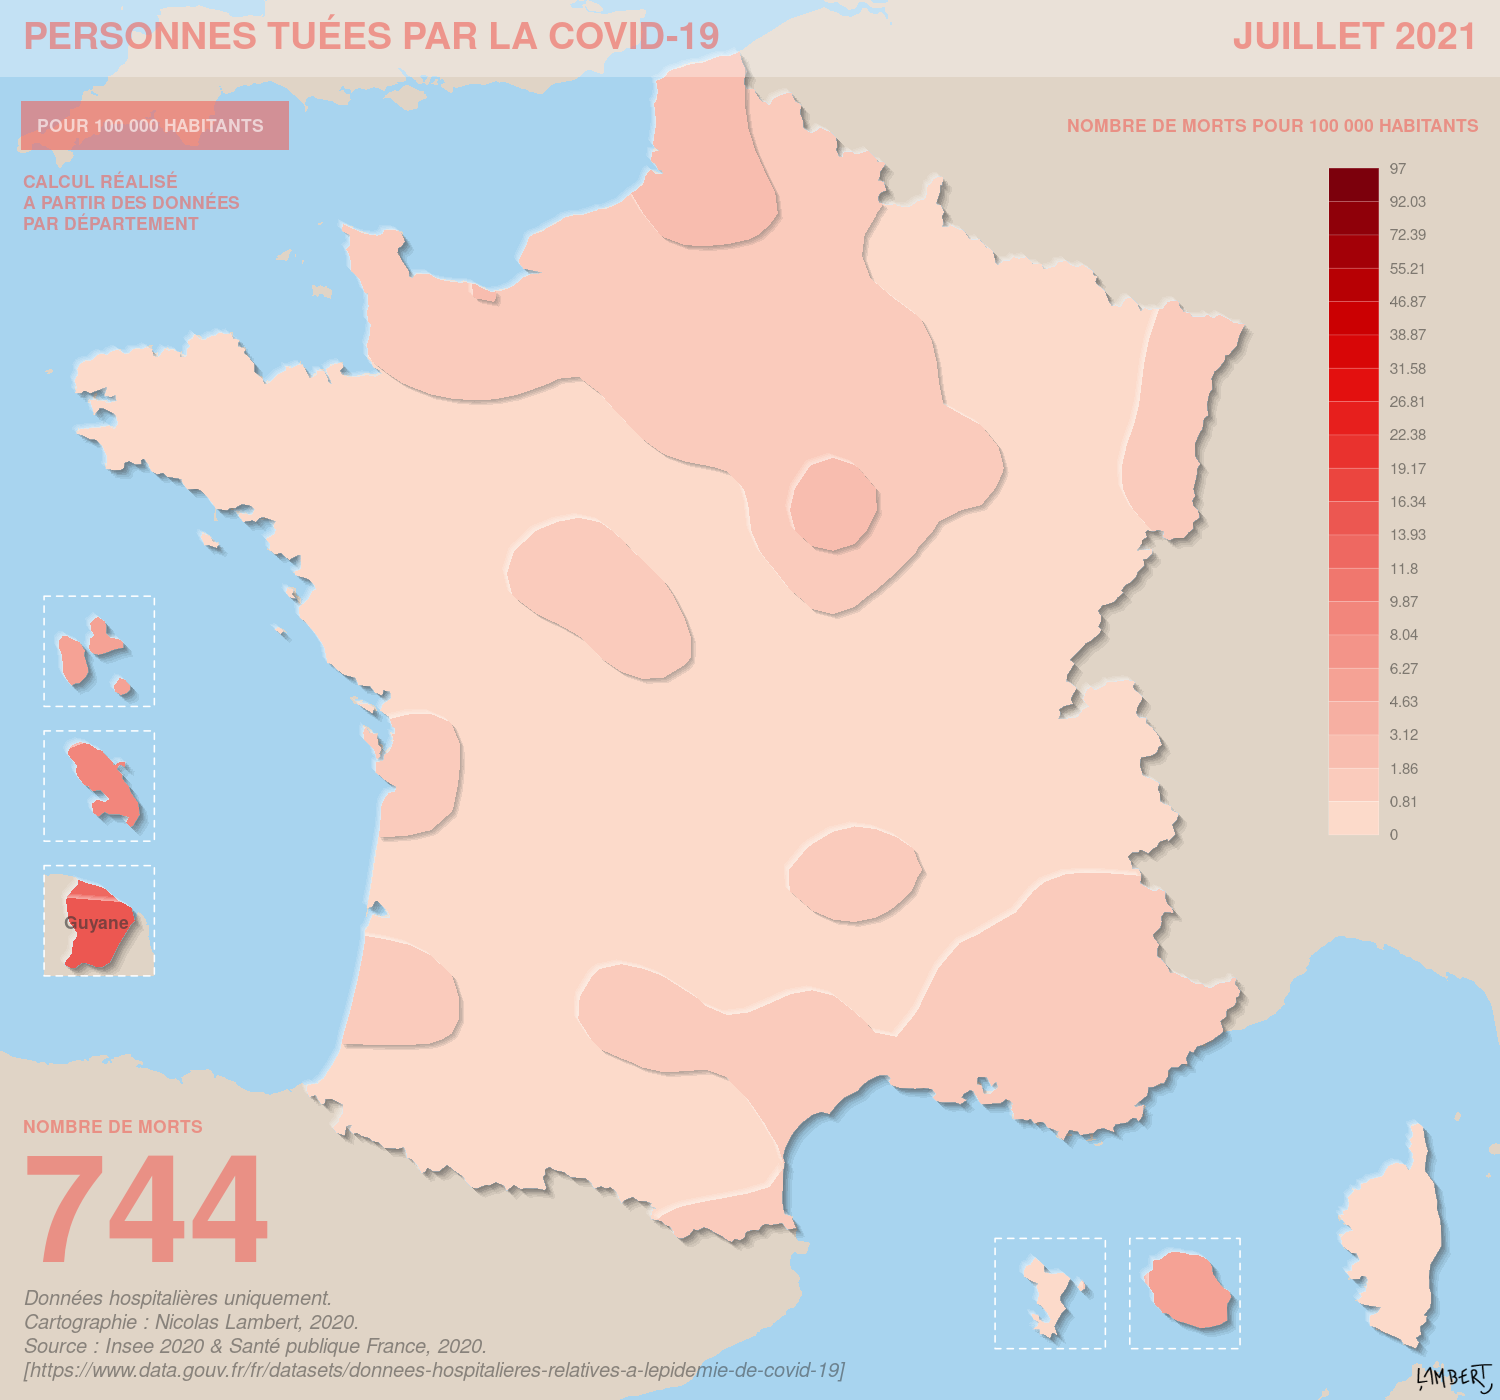 PERSONNES TUÉES PAR LA COVID-19
JUILLET 2021
POUR 100 000 HABITANTS
CALCUL RÉALISÉ
A PARTIR DES DONNÉES
PAR DÉPARTEMENT
NOMBRE DE MORTS POUR 100 000 HABITANTS
97
92.03
72.39
55.21
46.87
38.87
31.58
26.81
22.38
19.17
16.34
13.93
11.8
9.87
8.04
6.27
4.63
3.12
1.86
0.81
0
Guyane
NOMBRE DE MORTS
744
Données hospitalières uniquement.
Cartographie : Nicolas Lambert, 2020.
Source : Insee 2020 & Santé publique France, 2020.
[https://www.data.gouv.fr/fr/datasets/donnees-hospitalieres-relatives-a-lepidemie-de-covid-19]
LAMBERT